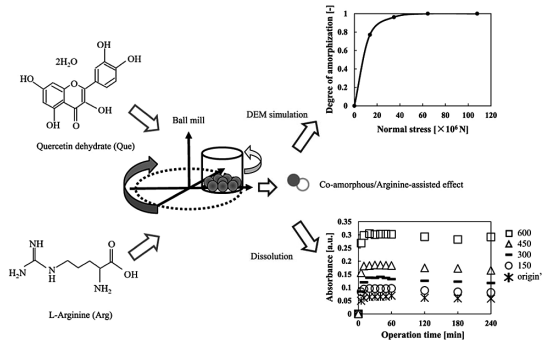 2H₂O
OH
OH
HO
O
OH
OH
O
Quercetin dehydrate (Que)
Ball mill
DEM simulation
Degree of amorphization [-]
1
0.8
0.6
0.4
0.2
0
0 20 40 60 80 100 120
Normal stress [×10⁶ N]
Co-amorphous/Arginine-assisted effect
NH
H₂N
N
H
O
OH
NH₂
L-Arginine (Arg)
Dissolution
Absorbance [a.u.]
0.35
0.3
0.25
0.2
0.15
0.1
0.05
0
0 30 60 90 120 150 180 210 240
Operation time [min]
600
450
300
150
origin'